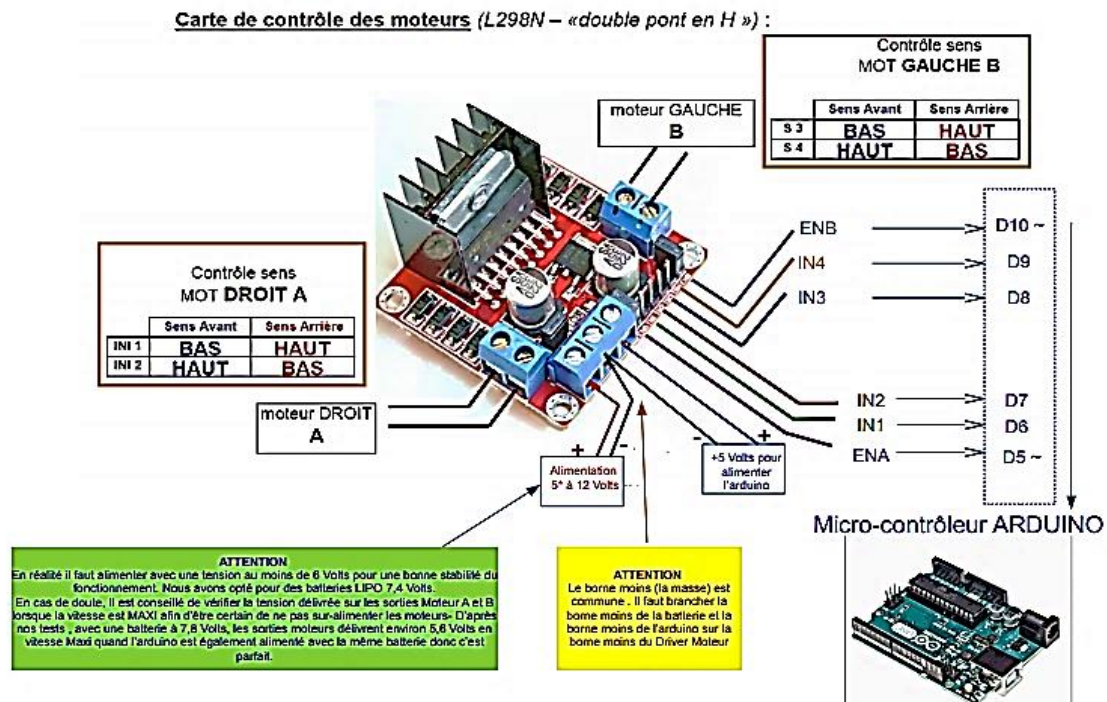 Carte de contrôle des moteurs (L298N – «double pont en H ») :
Contrôle sens
MOT GAUCHE B
Sens Avant Sens Arrière
S 3 BAS HAUT
S 4 HAUT BAS
moteur GAUCHE
B
Contrôle sens
MOT DROIT A
Sens Avant Sens Arrière
INI 1 BAS HAUT
INI 2 HAUT BAS
moteur DROIT
A
ENB D10 ~
IN4 D9
IN3 D8
IN2 D7
IN1 D6
ENA D5 ~
+ -
Alimentation
5* à 12 Volts
- +
+5 Volts pour
alimenter
l'arduino
Micro-contrôleur ARDUINO
ATTENTION
En réalité il faut alimenter avec une tension au moins de 6 Volts pour une bonne stabilité du
fonctionnement. Nous avons opté pour des batteries LIPO 7,4 Volts.
En cas de doute, il est conseillé de vérifier la tension délivrée sur les sorties Moteur A et B
lorsque la vitesse est MAXI afin d'être certain de ne pas sur-alimenter les moteurs- D'après
nos tests , avec une batterie à 7,6 Volts, les sorties moteurs délivrent environ 5,6 Volts en
vitesse Maxi quand l'arduino est également alimenté avec la même batterie donc c'est
parfait.
ATTENTION
Le borne moins (la masse) est
commune . Il faut brancher la
borne moins de la batterie et la
borne moins de l'arduino sur la
borne moins du Driver Moteur